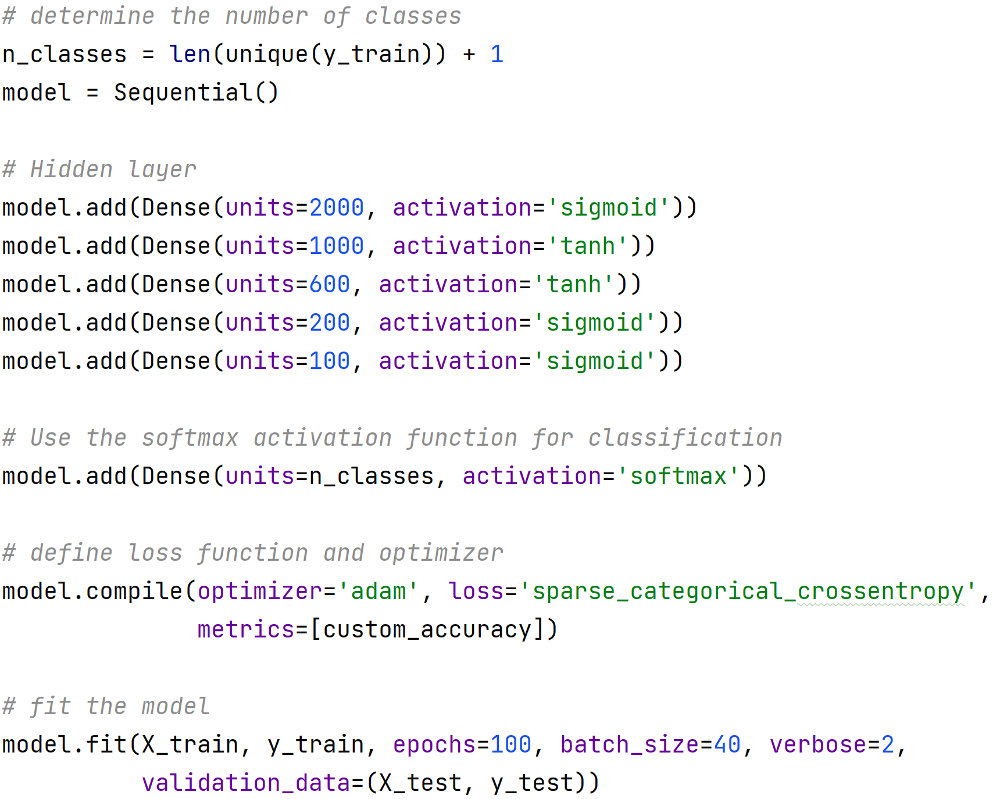 # determine the number of classes
n_classes = len(unique(y_train)) + 1
model = Sequential()
# Hidden layer
model.add(Dense(units=2000, activation='sigmoid'))
model.add(Dense(units=1000, activation='tanh'))
model.add(Dense(units=600, activation='tanh'))
model.add(Dense(units=200, activation='sigmoid'))
model.add(Dense(units=100, activation='sigmoid'))
# Use the softmax activation function for classification
model.add(Dense(units=n_classes, activation='softmax'))
# define loss function and optimizer
model.compile(optimizer='adam', loss='sparse_categorical_crossentropy',
metrics=[custom_accuracy])
# fit the model
model.fit(X_train, y_train, epochs=100, batch_size=40, verbose=2,
validation_data=(X_test, y_test))